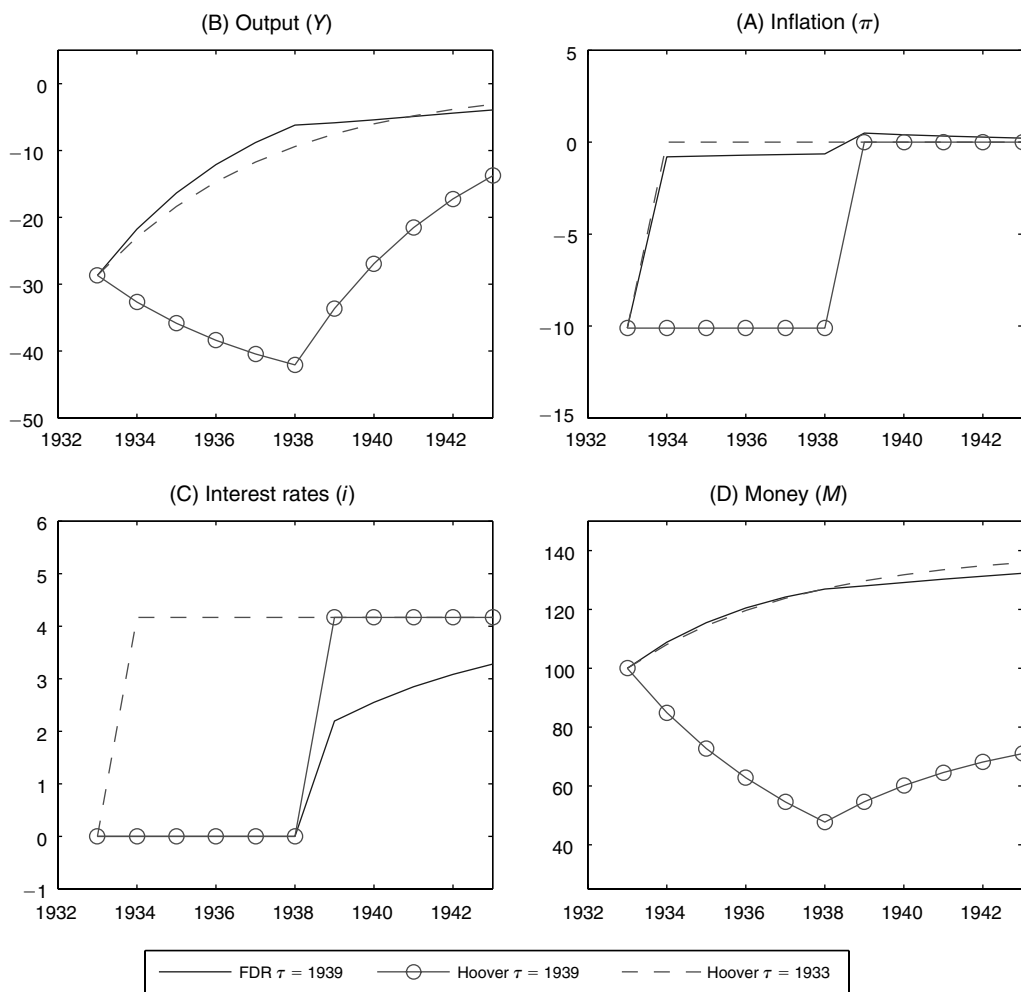 (B) Output (Y)
0
−10
−20
−30
−40
−50
1932 1934 1936 1938 1940 1942
(A) Inflation (π)
5
0
−5
−10
−15
1932 1934 1936 1938 1940 1942
(C) Interest rates (i)
6
5
4
3
2
1
0
−1
1932 1934 1936 1938 1940 1942
(D) Money (M)
140
120
100
80
60
40
1932 1934 1936 1938 1940 1942
FDR τ = 1939 Hoover τ = 1939 Hoover τ = 1933